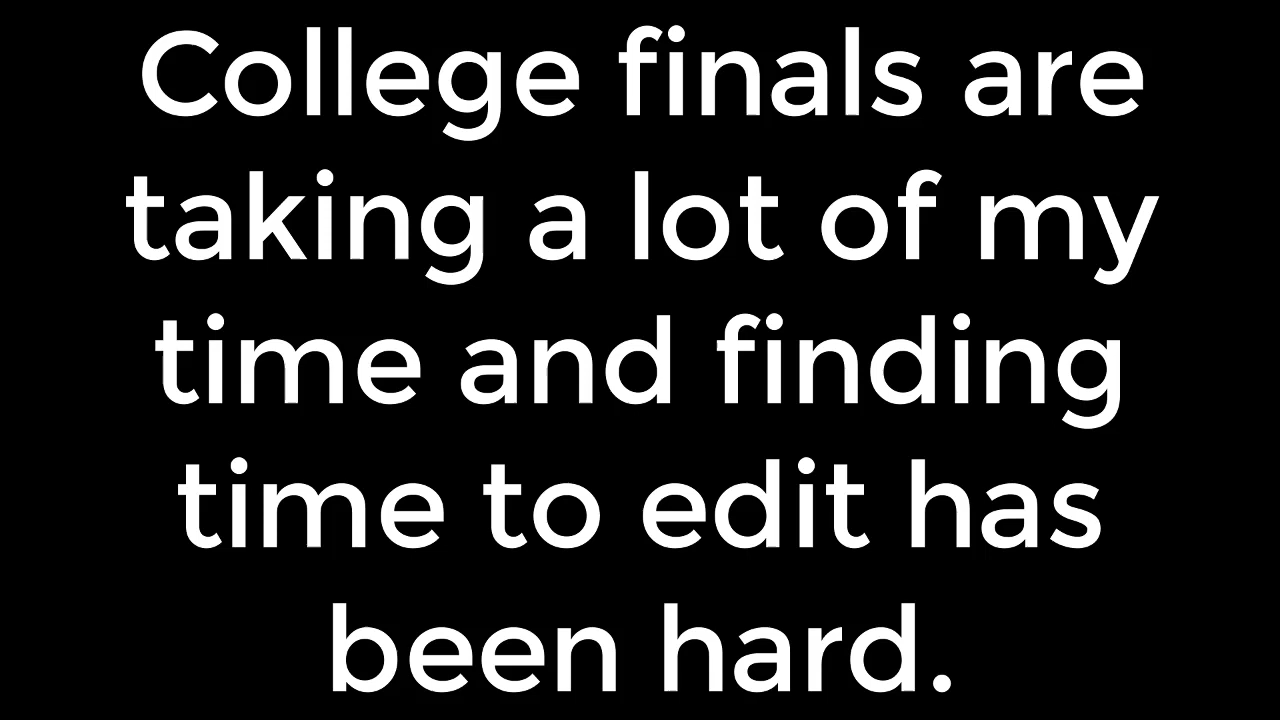 College finals are
taking a lot of my
time and finding
time to edit has
been hard.